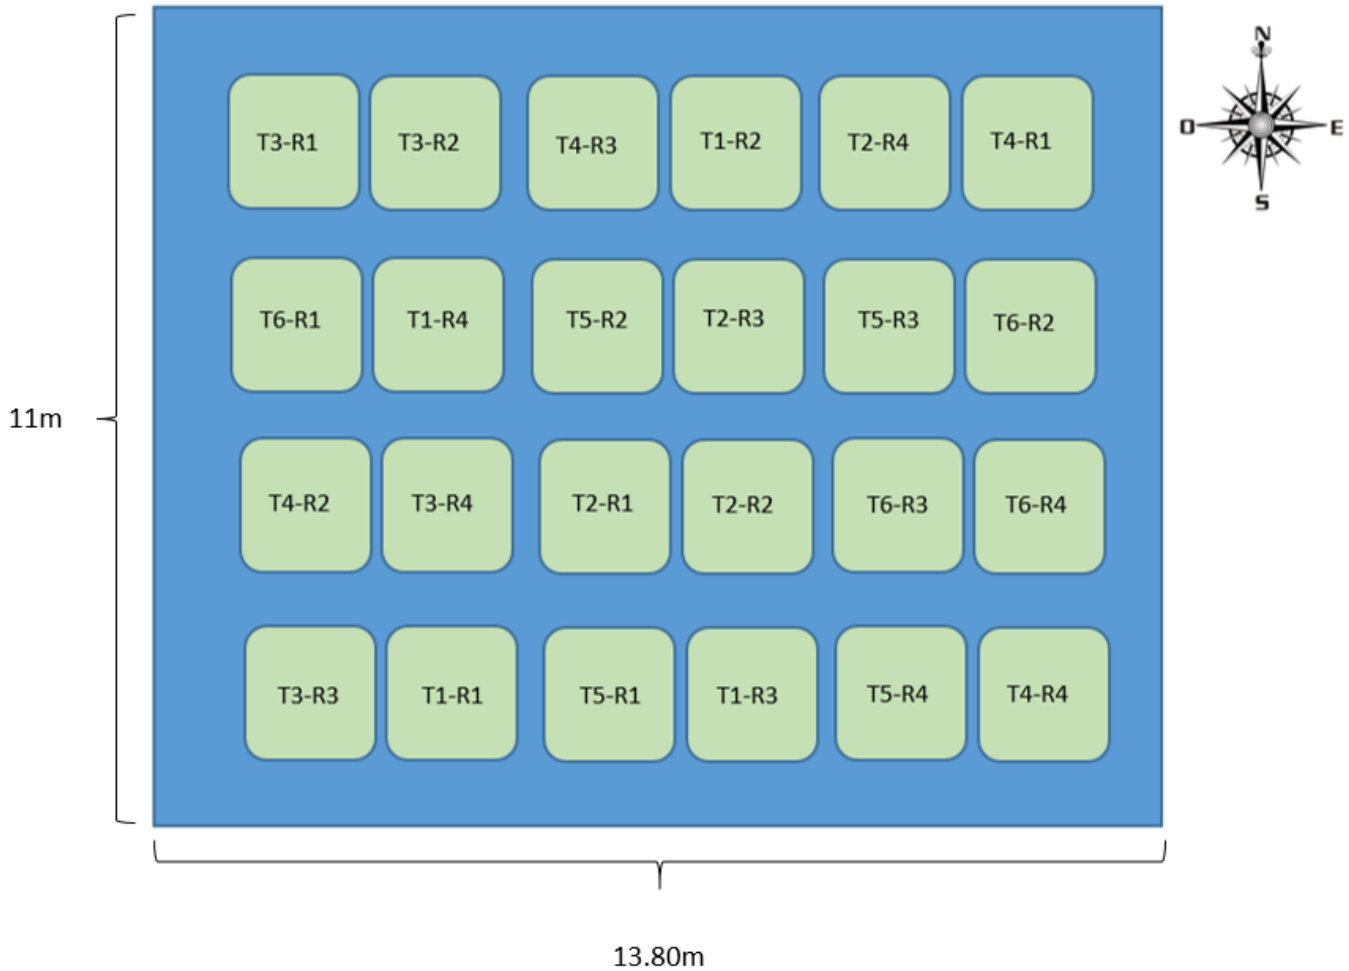 N
O E
S
T3-R1 T3-R2 T4-R3 T1-R2 T2-R4 T4-R1
T6-R1 T1-R4 T5-R2 T2-R3 T5-R3 T6-R2
11m
T4-R2 T3-R4 T2-R1 T2-R2 T6-R3 T6-R4
T3-R3 T1-R1 T5-R1 T1-R3 T5-R4 T4-R4
13.80m